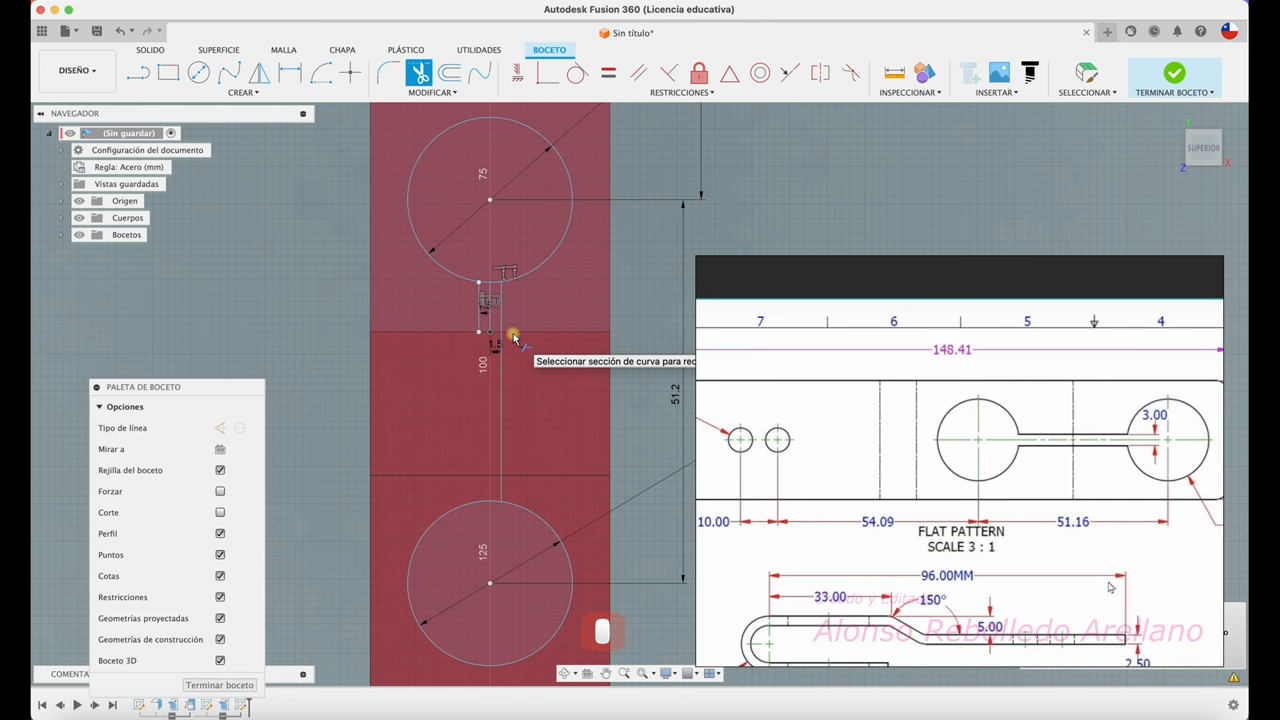 Autodesk Fusion 360 (Licencia educativa)
Sin título*
DISEÑO
SÓLIDO
SUPERFICIE
MALLA
CHAPA
PLÁSTICO
UTILIDADES
BOCETO
CREAR
MODIFICAR
RESTRICCIONES
INSPECCIONAR
INSERTAR
SELECCIONAR
TERMINAR BOCETO
NAVEGADOR
(Sin guardar)
Configuración del documento
Regla: Acero (mm)
Vistas guardadas
Origen
Cuerpos
Bocetos
SUPERIOR
Y
X
Z
75
1.5
100
51.2
125
Seleccionar sección de curva para rec
PALETA DE BOCETO
Opciones
Tipo de línea
Mirar a
Rejilla del boceto
Forzar
Corte
Perfil
Puntos
Cotas
Restricciones
Geometrías proyectadas
Geometrías de construcción
Boceto 3D
Terminar boceto
COMENTA
7
6
5
4
148.41
3.00
10.00
54.09
51.16
FLAT PATTERN
SCALE 3 : 1
96.00MM
33.00
150°
5.00
2.50
Alonso Rebolledo Arellano